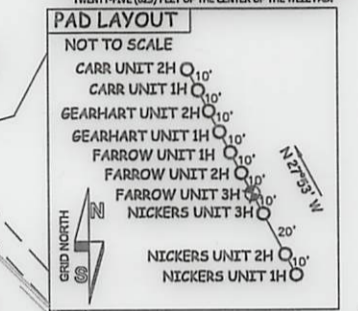 PAD LAYOUT
NOT TO SCALE
CARR UNIT 2H
10'
CARR UNIT 1H
10'
GEARHART UNIT 2H
10'
GEARHART UNIT 1H
10'
FARROW UNIT 1H
10'
FARROW UNIT 2H
10'
FARROW UNIT 3H
10'
NICKERS UNIT 3H
20'
NICKERS UNIT 2H
10'
NICKERS UNIT 1H
N 27°53' W
GRID NORTH
N
S